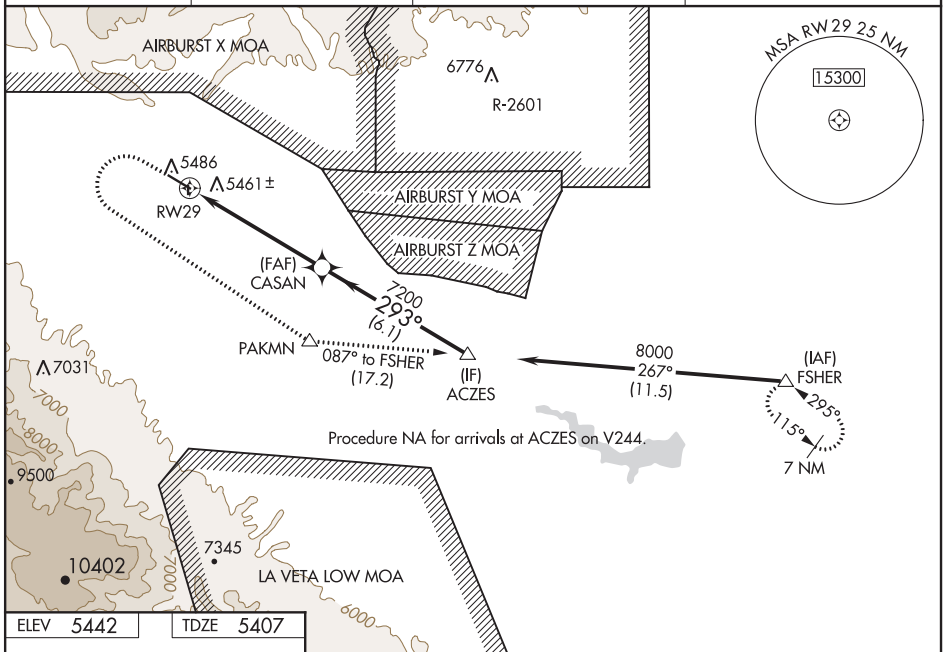 AIRBURST X MOA
6776
R-2601
MSA RW29 25 NM
15300
5486
5461±
RW29
AIRBURST Y MOA
AIRBURST Z MOA
(FAF)
CASAN
7200
293°
(6.1)
PAKMN
087° to FSHER
(17.2)
(IF)
ACZES
8000
267°
(11.5)
(IAF)
FSHER
295°
115°
7 NM
7031
7000
8000
9500
Procedure NA for arrivals at ACZES on V244.
10402
7345
7000
LA VETA LOW MOA
6000
ELEV 5442
TDZE 5407